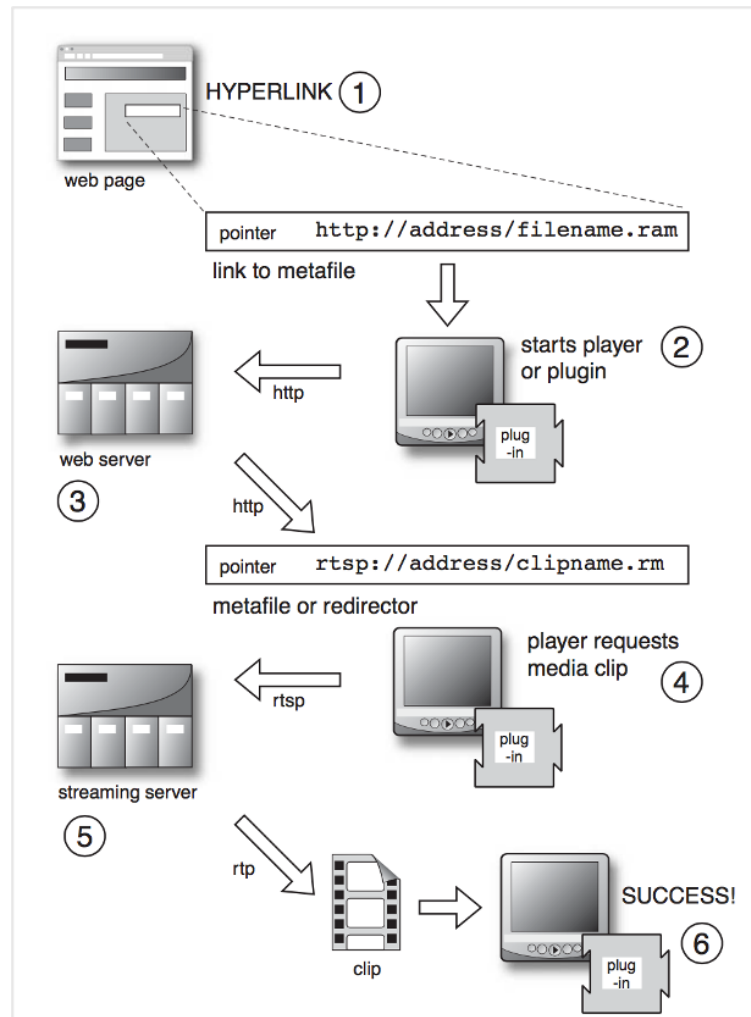 HYPERLINK 1
web page
pointer http://address/filename.ram
link to metafile
starts player 2
or plugin
http
plug
-in
web server
3
http
pointer rtsp://address/clipname.rm
metafile or redirector
player requests
media clip 4
rtsp
plug
-in
streaming server
5
rtp
SUCCESS!
6
clip
plug
-in